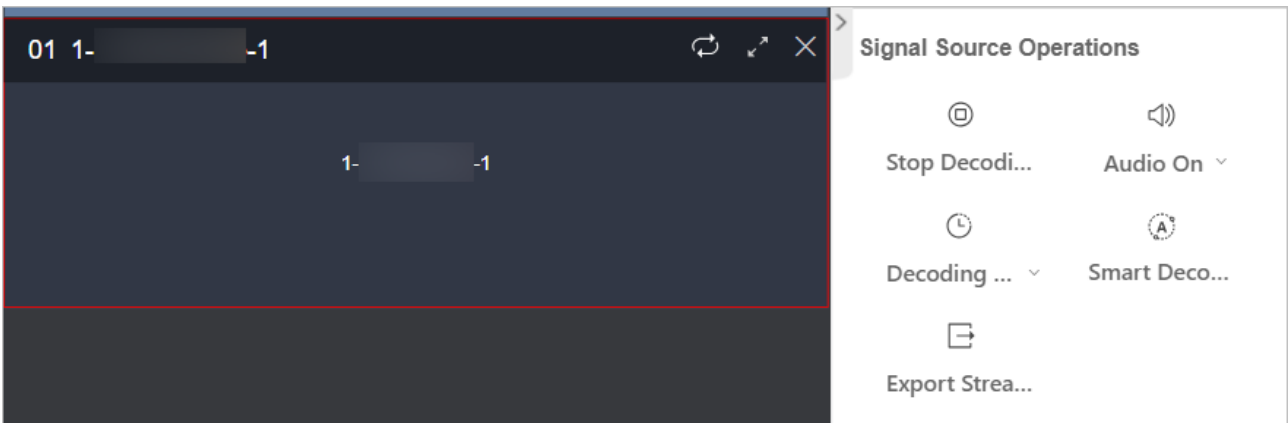 01 1- -1
1- -1
Signal Source Operations
Stop Decodi...
Audio On
Decoding ...
Smart Deco...
Export Strea...